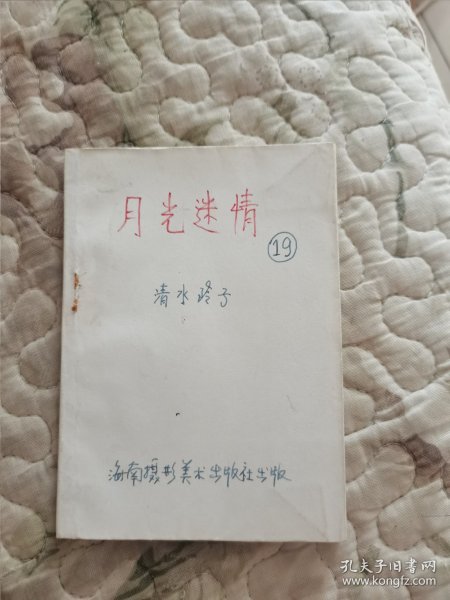 月光迷情
19
清水玲子
海南摄影美术出版社出版
孔夫子旧书网
www.kongfz.com